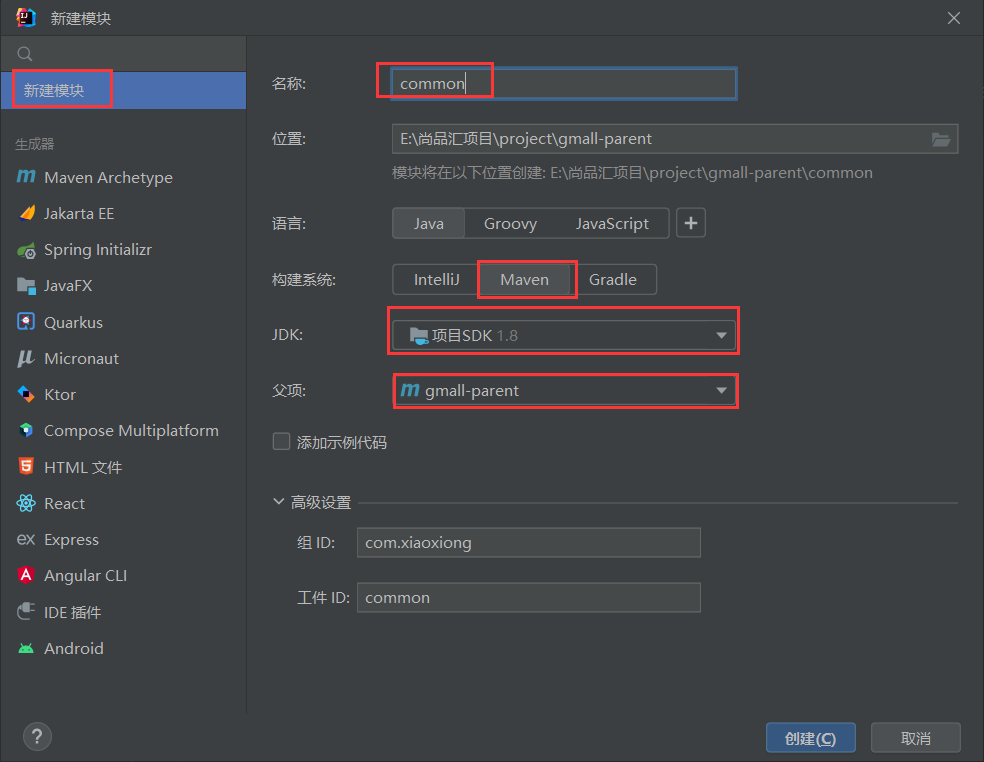 新建模块
新建模块
生成器
Maven Archetype
Jakarta EE
Spring Initializr
JavaFX
Quarkus
Micronaut
Ktor
Compose Multiplatform
HTML 文件
React
Express
Angular CLI
IDE 插件
Android
名称: common
位置: E:\尚品汇项目\project\gmall-parent
模块将在以下位置创建: E:\尚品汇项目\project\gmall-parent\common
语言: Java Groovy JavaScript +
构建系统: IntelliJ Maven Gradle
JDK: 项目SDK 1.8
父项: gmall-parent
添加示例代码
高级设置
组 ID: com.xiaoxiong
工件 ID: common
? 创建(C) 取消